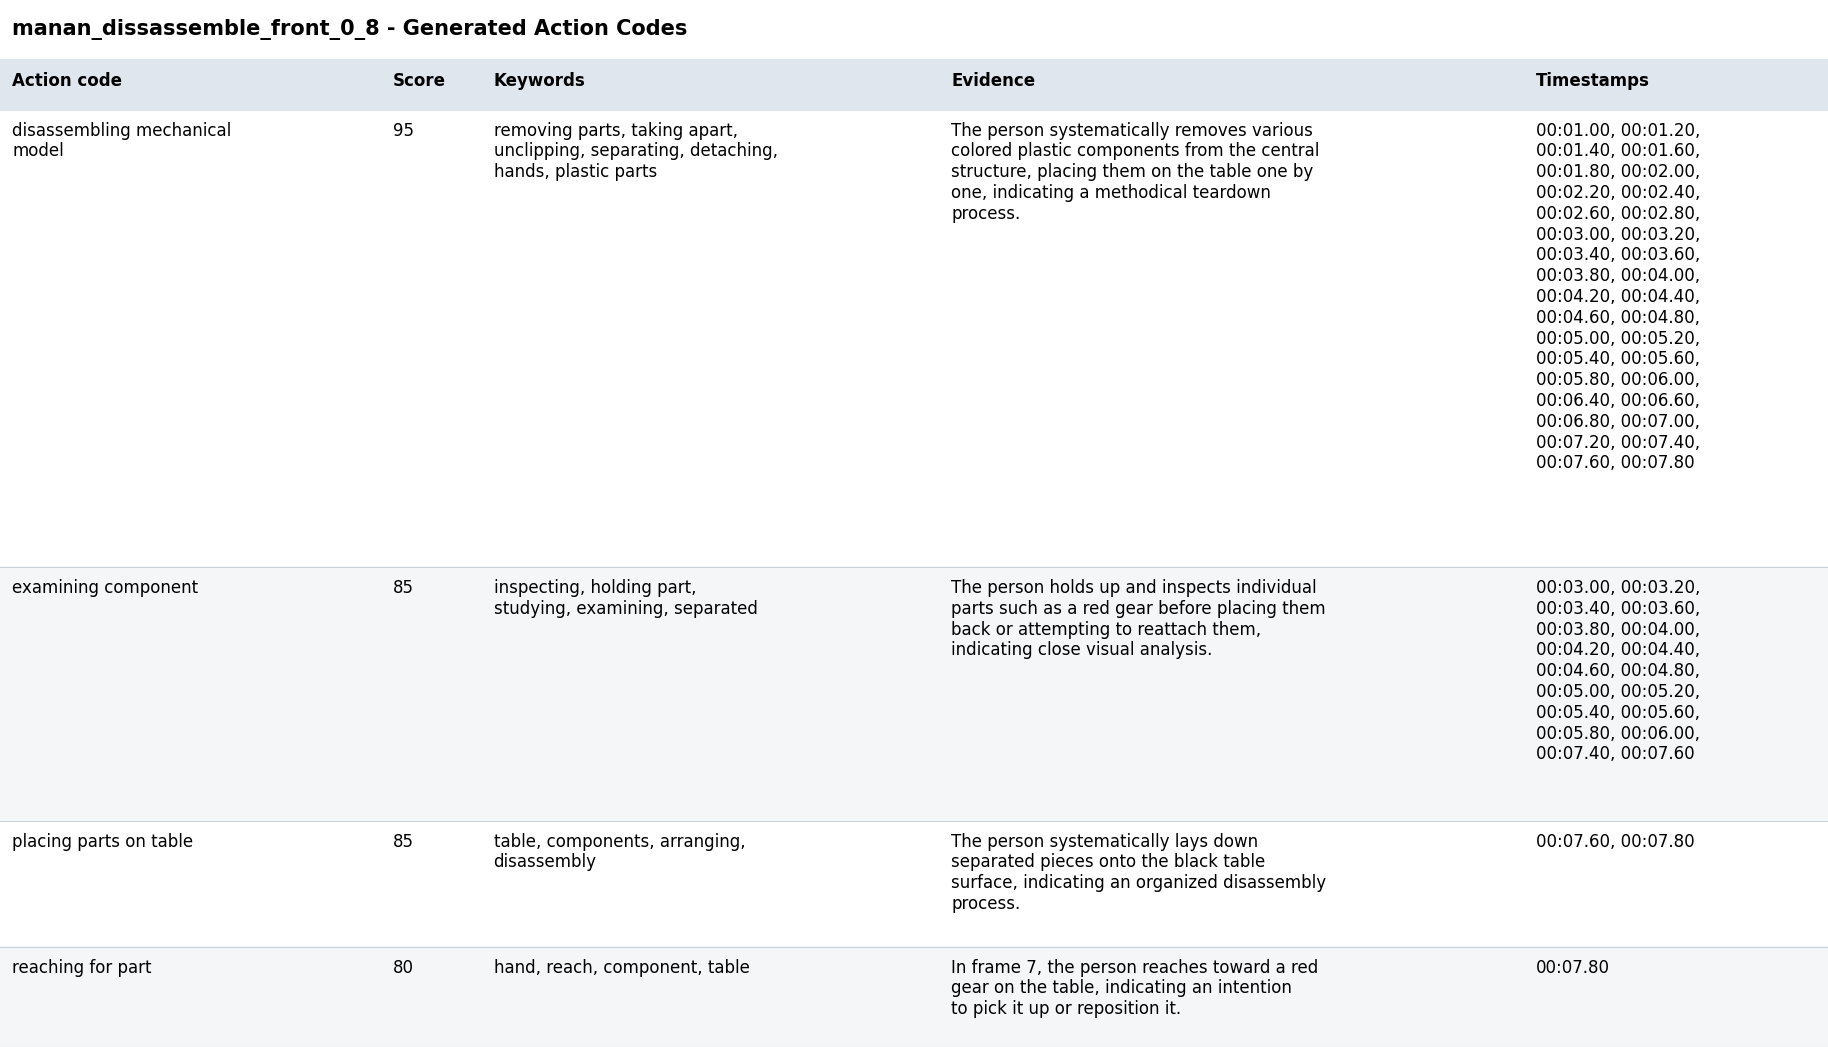 manan_dissassemble_front_0_8 - Generated Action Codes
Action code Score Keywords Evidence Timestamps
disassembling mechanical
model
95
removing parts, taking apart,
unclipping, separating, detaching,
hands, plastic parts
The person systematically removes various
colored plastic components from the central
structure, placing them on the table one by
one, indicating a methodical teardown
process.
00:01.00, 00:01.20,
00:01.40, 00:01.60,
00:01.80, 00:02.00,
00:02.20, 00:02.40,
00:02.60, 00:02.80,
00:03.00, 00:03.20,
00:03.40, 00:03.60,
00:03.80, 00:04.00,
00:04.20, 00:04.40,
00:04.60, 00:04.80,
00:05.00, 00:05.20,
00:05.40, 00:05.60,
00:05.80, 00:06.00,
00:06.40, 00:06.60,
00:06.80, 00:07.00,
00:07.20, 00:07.40,
00:07.60, 00:07.80
examining component
85
inspecting, holding part,
studying, examining, separated
The person holds up and inspects individual
parts such as a red gear before placing them
back or attempting to reattach them,
indicating close visual analysis.
00:03.00, 00:03.20,
00:03.40, 00:03.60,
00:03.80, 00:04.00,
00:04.20, 00:04.40,
00:04.60, 00:04.80,
00:05.00, 00:05.20,
00:05.40, 00:05.60,
00:05.80, 00:06.00,
00:07.40, 00:07.60
placing parts on table
85
table, components, arranging,
disassembly
The person systematically lays down
separated pieces onto the black table
surface, indicating an organized disassembly
process.
00:07.60, 00:07.80
reaching for part
80
hand, reach, component, table
In frame 7, the person reaches toward a red
gear on the table, indicating an intention
to pick it up or reposition it.
00:07.80